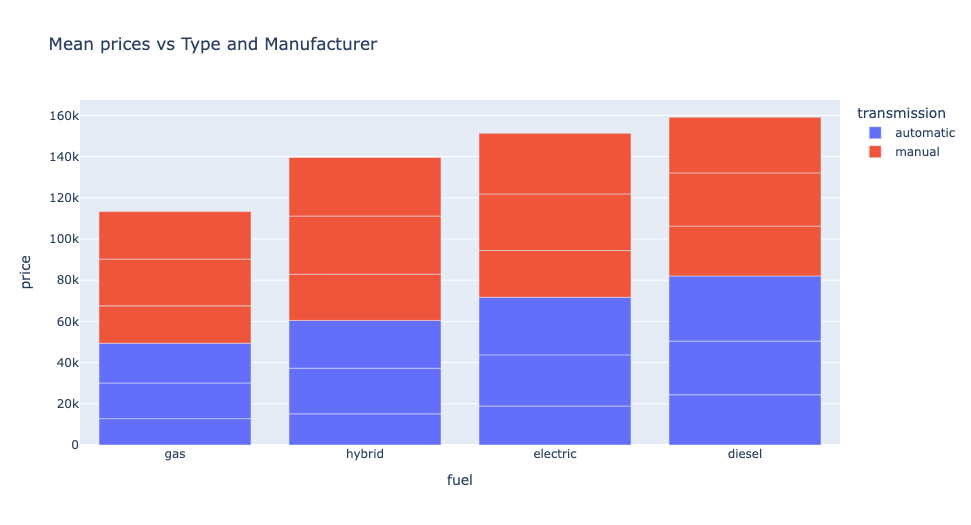 Mean prices vs Type and Manufacturer
160k
140k
120k
100k
80k
60k
40k
20k
0
price
gas
hybrid
electric
diesel
fuel
transmission
automatic
manual